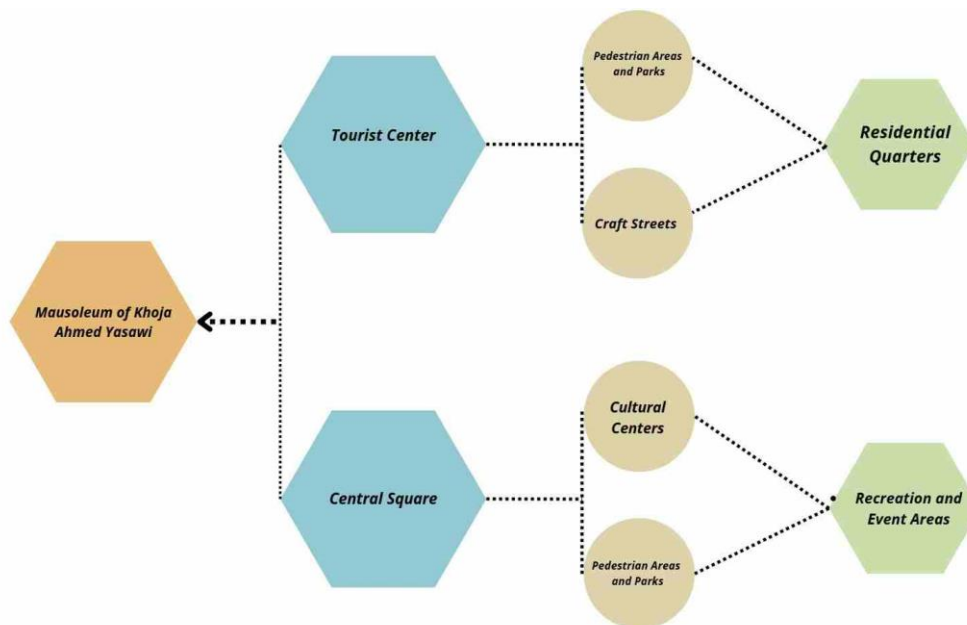 Pedestrian Areas
and Parks
Tourist Center
Residential
Quarters
Craft Streets
Mausoleum of Khoja
Ahmed Yasawi
Cultural
Centers
Central Square
Recreation and
Event Areas
Pedestrian Areas
and Parks